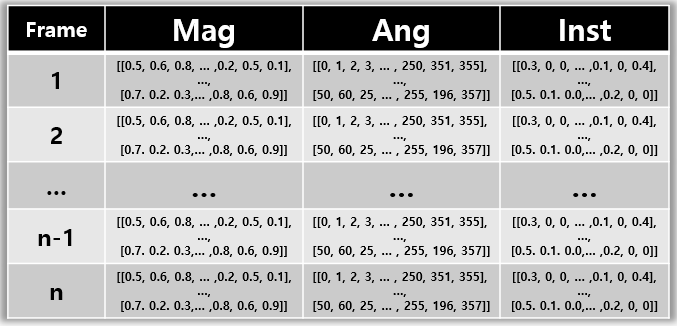 Frame Mag Ang Inst
1 [[0.5, 0.6, 0.8, ... ,0.2, 0.5, 0.1], [[0, 1, 2, 3, ... , 250, 351, 355], [[0.3, 0, 0, ... ,0.1, 0, 0.4],
..., ..., ...,
[0.7. 0.2. 0.3,... ,0.8, 0.6, 0.9]] [50, 60, 25, ... , 255, 196, 357]] [0.5. 0.1. 0.0,... ,0.2, 0, 0]]
2 [[0.5, 0.6, 0.8, ... ,0.2, 0.5, 0.1], [[0, 1, 2, 3, ... , 250, 351, 355], [[0.3, 0, 0, ... ,0.1, 0, 0.4],
..., ..., ...,
[0.7. 0.2. 0.3,... ,0.8, 0.6, 0.9]] [50, 60, 25, ... , 255, 196, 357]] [0.5. 0.1. 0.0,... ,0.2, 0, 0]]
... ... ... ...
n-1 [[0.5, 0.6, 0.8, ... ,0.2, 0.5, 0.1], [[0, 1, 2, 3, ... , 250, 351, 355], [[0.3, 0, 0, ... ,0.1, 0, 0.4],
..., ..., ...,
[0.7. 0.2. 0.3,... ,0.8, 0.6, 0.9]] [50, 60, 25, ... , 255, 196, 357]] [0.5. 0.1. 0.0,... ,0.2, 0, 0]]
n [[0.5, 0.6, 0.8, ... ,0.2, 0.5, 0.1], [[0, 1, 2, 3, ... , 250, 351, 355], [[0.3, 0, 0, ... ,0.1, 0, 0.4],
..., ..., ...,
[0.7. 0.2. 0.3,... ,0.8, 0.6, 0.9]] [50, 60, 25, ... , 255, 196, 357]] [0.5. 0.1. 0.0,... ,0.2, 0, 0]]